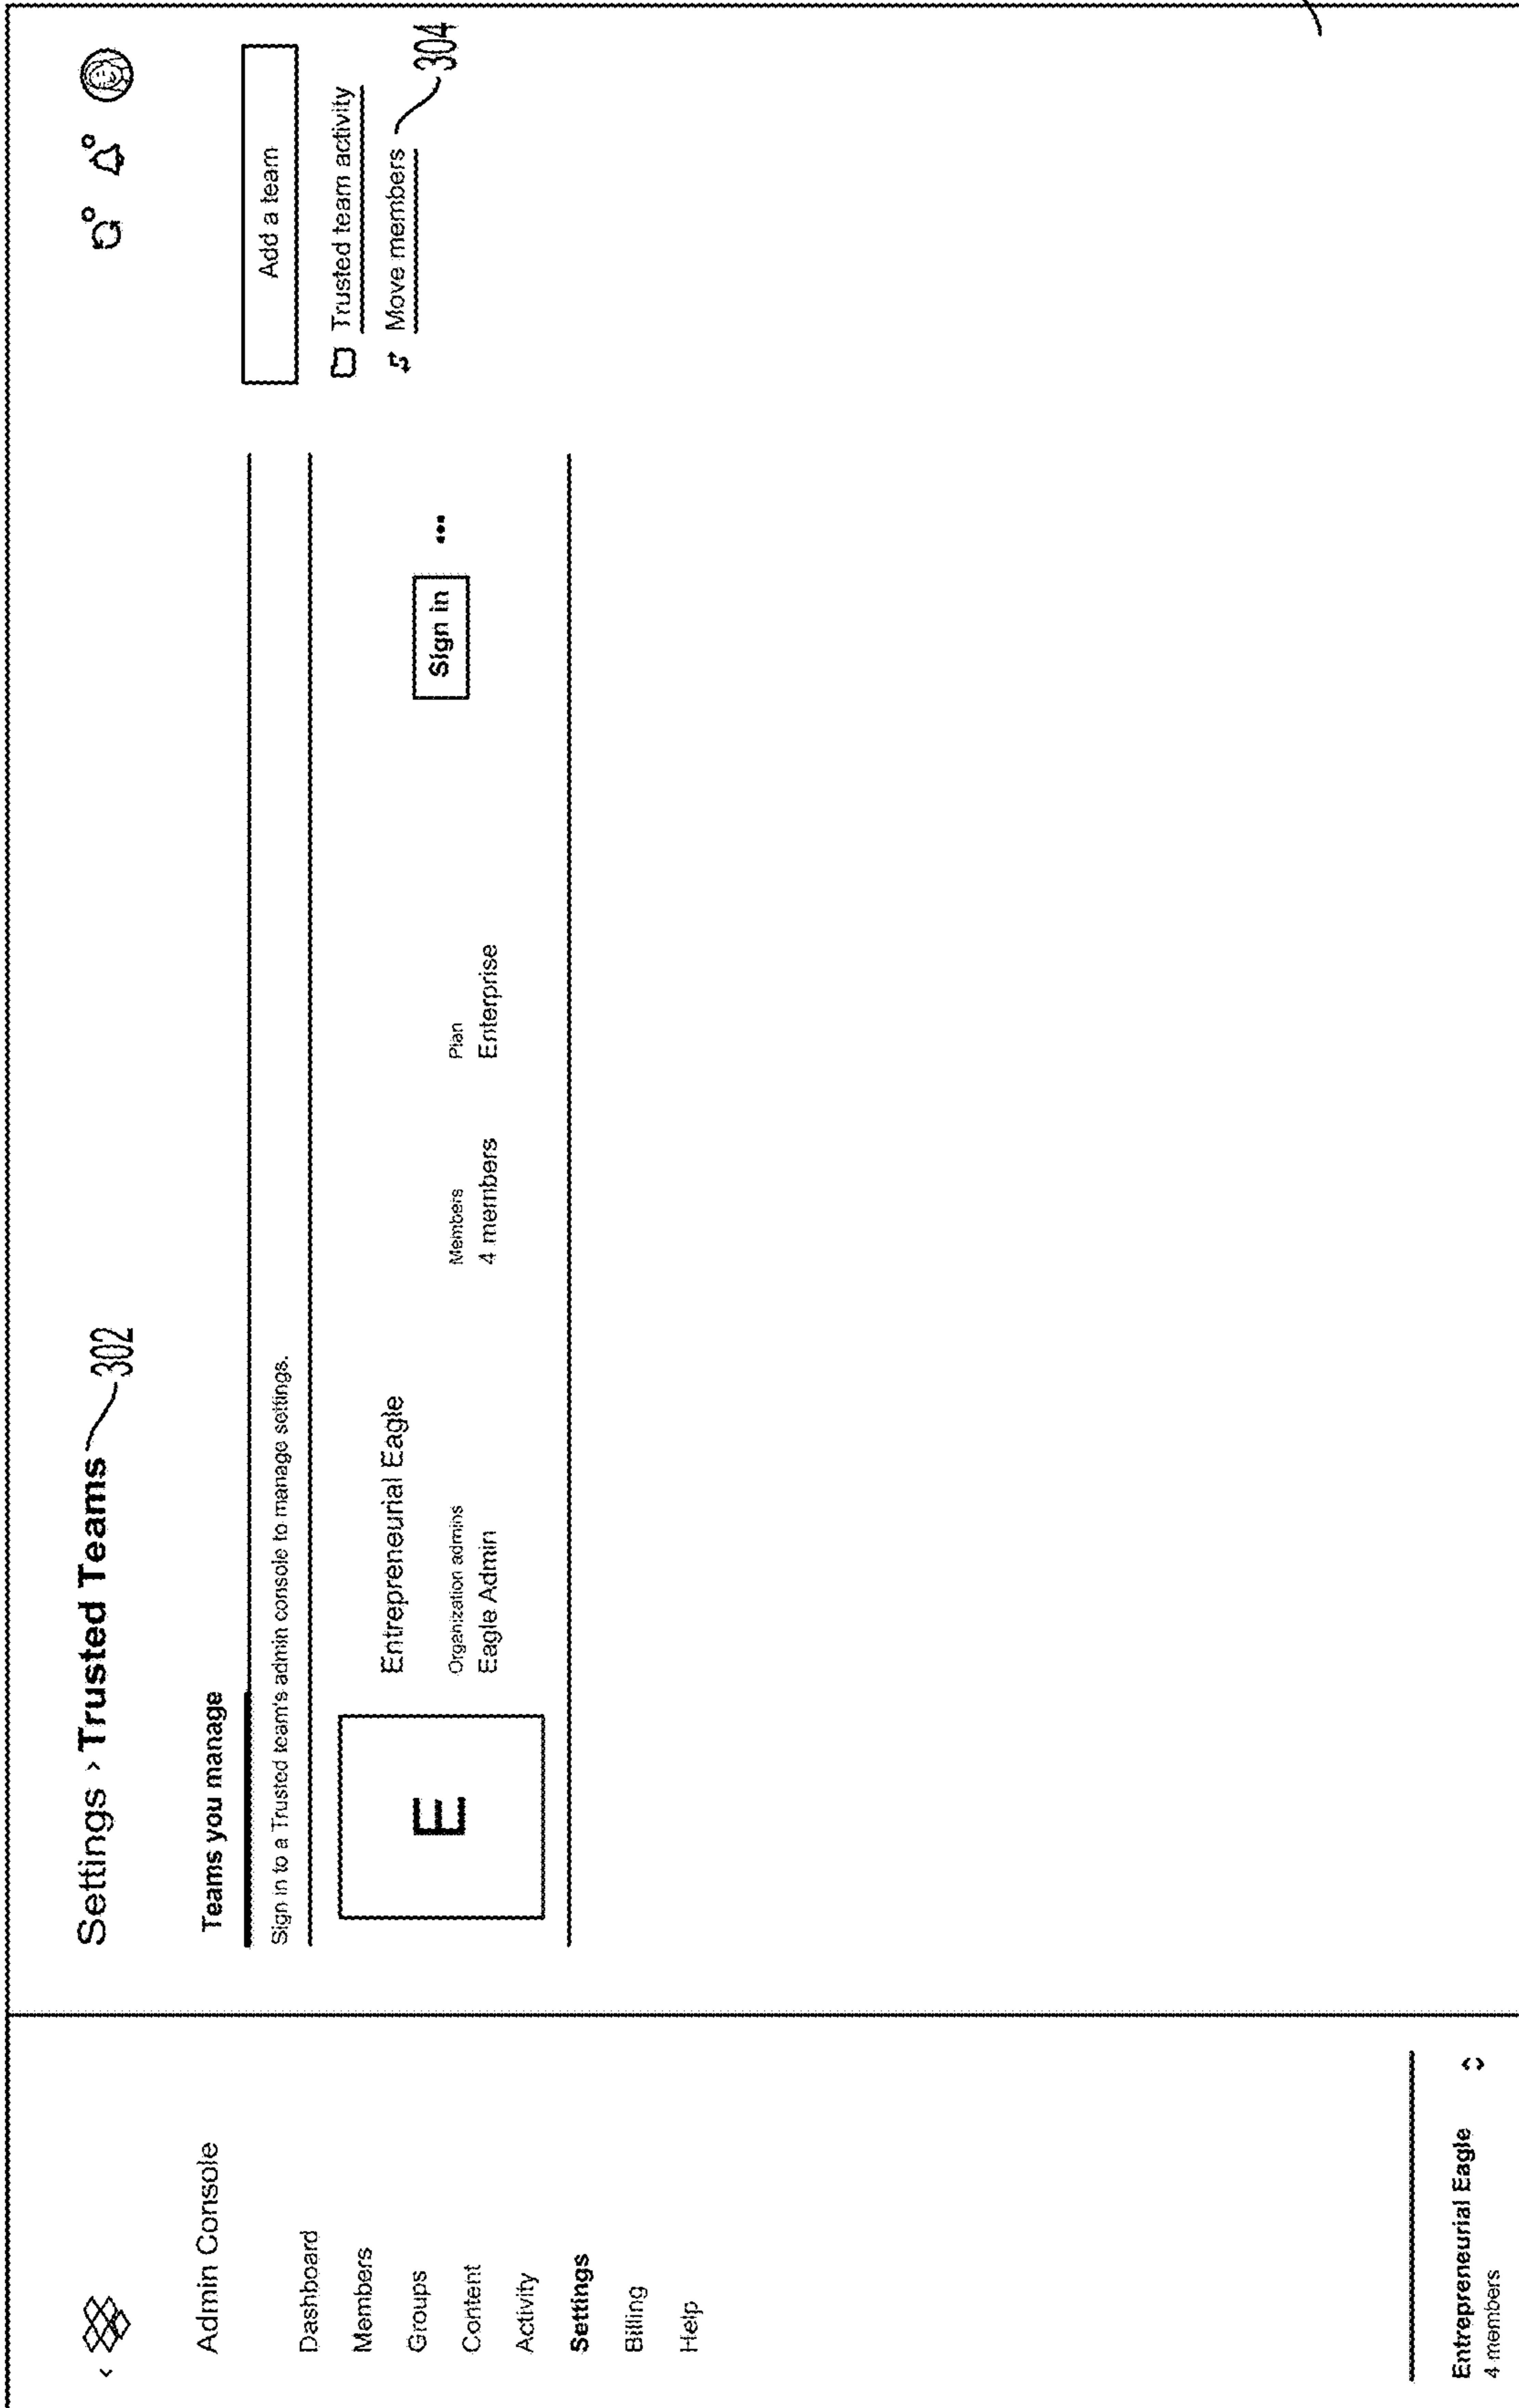 Admin Console
Dashboard
Members
Groups
Content
Activity
Settings
Billing
Help
Entrepreneurial Eagle
4 members
Settings › Trusted Teams 302
Teams you manage
Sign in to a Trusted team's admin console to manage settings.
E
Entrepreneurial Eagle
Organization admins
Eagle Admin
Members
4 members
Plan
Enterprise
Sign in
Add a team
Trusted team activity
Move members 304